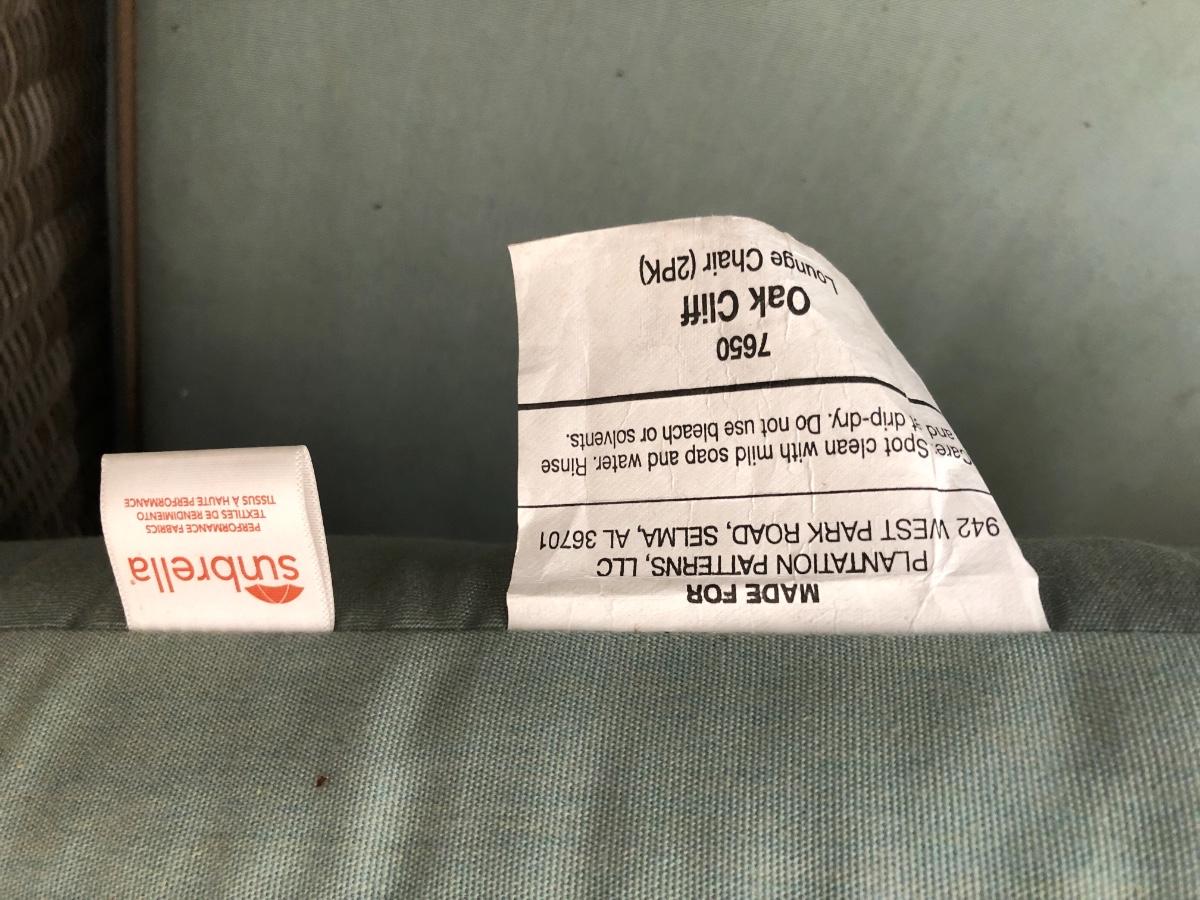 sunbrella®
PERFORMANCE FABRICS
TEXTILES DE RENDIMIENTO
TISSUS À HAUTE PERFORMANCE
MADE FOR
PLANTATION PATTERNS, LLC
942 WEST PARK ROAD, SELMA, AL 36701
Care: Spot clean with mild soap and water. Rinse
and drip-dry. Do not use bleach or solvents.
7650
Oak Cliff
Lounge Chair (2PK)